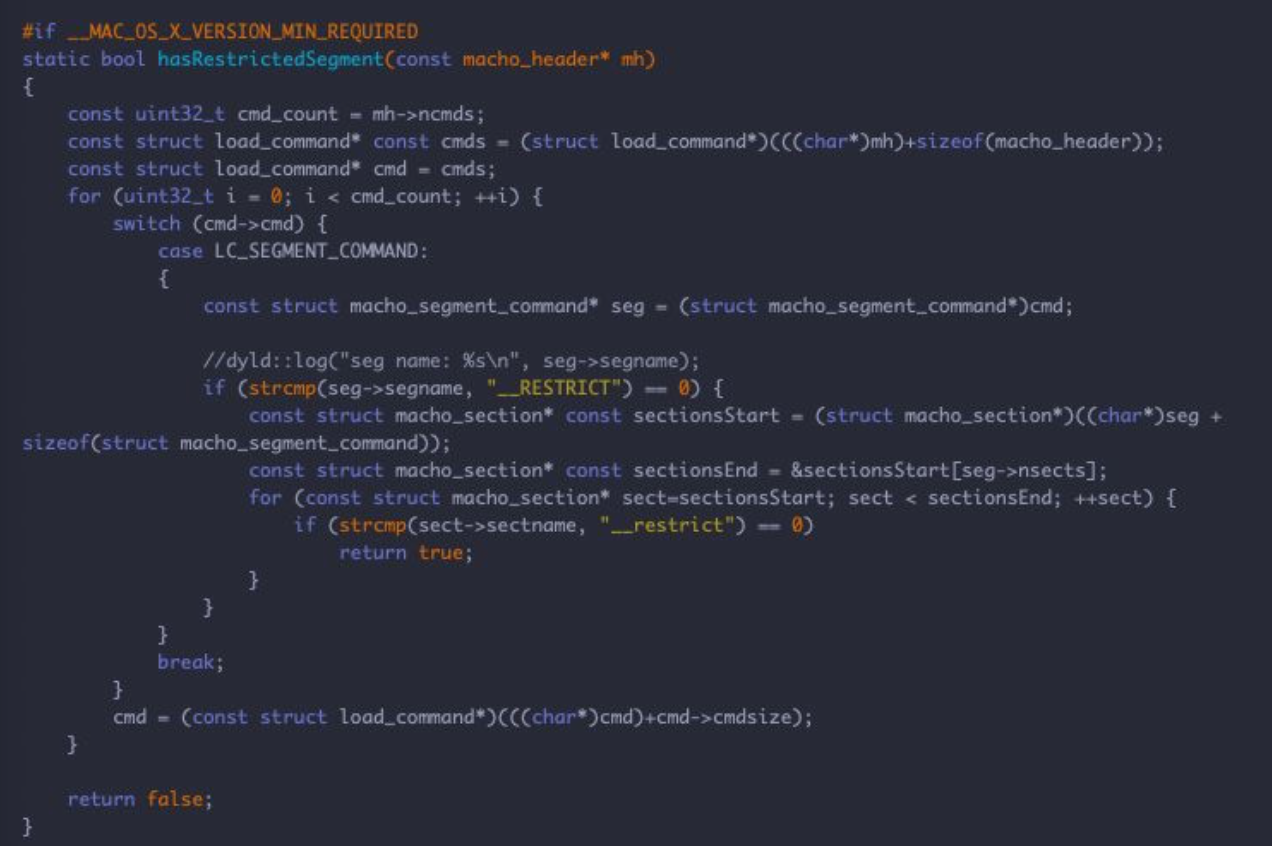 #if __MAC_OS_X_VERSION_MIN_REQUIRED
static bool hasRestrictedSegment(const macho_header* mh)
{
    const uint32_t cmd_count = mh->ncmds;
    const struct load_command* const cmds = (struct load_command*)(((char*)mh)+sizeof(macho_header));
    const struct load_command* cmd = cmds;
    for (uint32_t i = 0; i < cmd_count; ++i) {
        switch (cmd->cmd) {
            case LC_SEGMENT_COMMAND:
            {
                const struct macho_segment_command* seg = (struct macho_segment_command*)cmd;

                //dyld::log("seg name: %s\n", seg->segname);
                if (strcmp(seg->segname, "__RESTRICT") == 0) {
                    const struct macho_section* const sectionsStart = (struct macho_section*)((char*)seg +
sizeof(struct macho_segment_command));
                    const struct macho_section* const sectionsEnd = &sectionsStart[seg->nsects];
                    for (const struct macho_section* sect=sectionsStart; sect < sectionsEnd; ++sect) {
                        if (strcmp(sect->sectname, "__restrict") == 0)
                            return true;
                    }
                }
            }
            break;
        }
        cmd = (const struct load_command*)(((char*)cmd)+cmd->cmdsize);
    }

    return false;
}